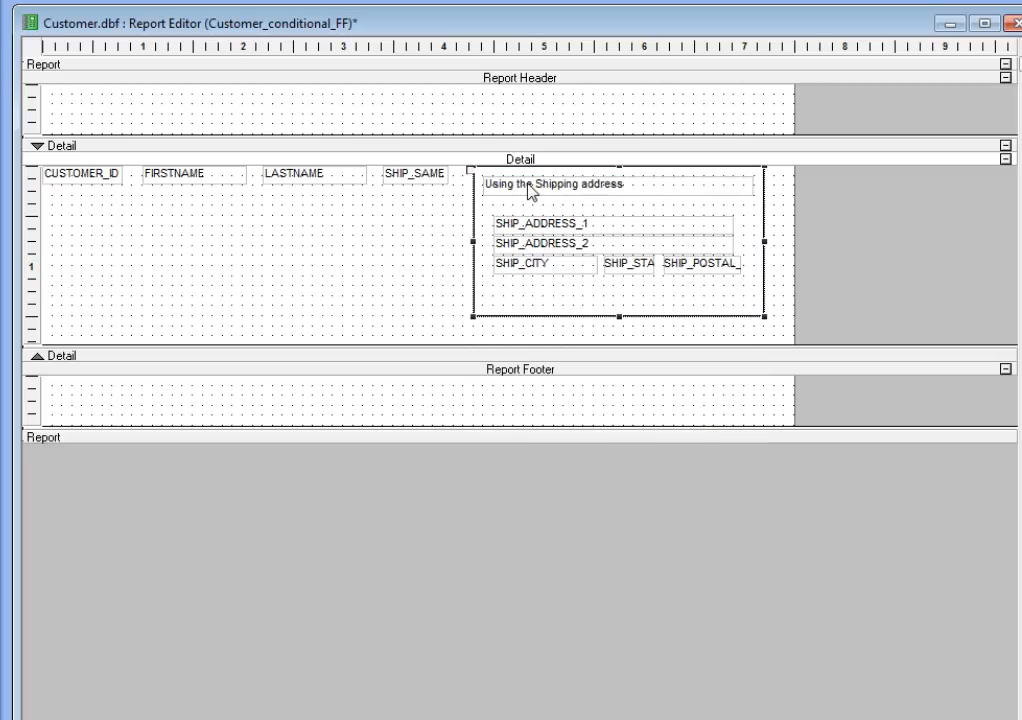 Customer.dbf : Report Editor (Customer_conditional_FF)*
1 2 3 4 5 6 7 8 9
Report
Report Header
Detail
Detail
CUSTOMER_ID FIRSTNAME LASTNAME SHIP_SAME
Using the Shipping address
SHIP_ADDRESS_1
SHIP_ADDRESS_2
1
SHIP_CITY SHIP_STA SHIP_POSTAL_
Detail
Report Footer
Report